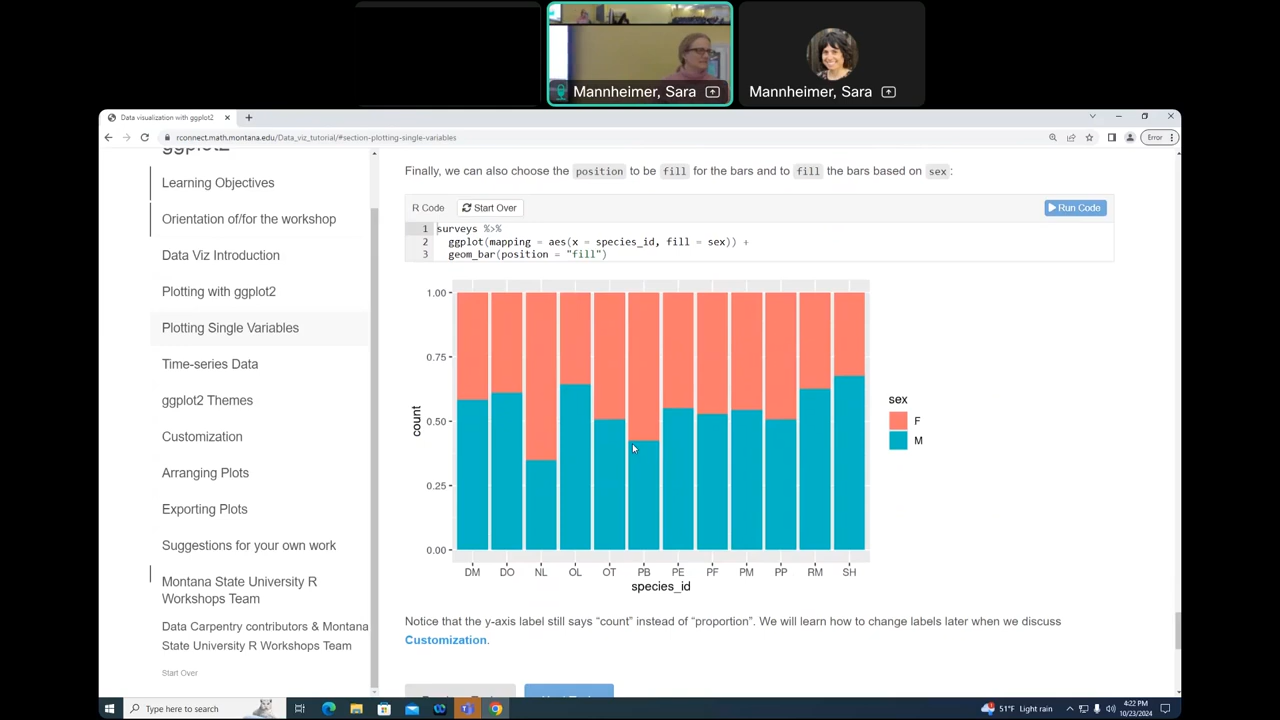 Mannheimer, Sara
Mannheimer, Sara
Data visualization with ggplot2
rconnect.math.montana.edu/Data_viz_tutorial/#section-plotting-single-variables
Error
ggplot2
Learning Objectives
Orientation of/for the workshop
Data Viz Introduction
Plotting with ggplot2
Plotting Single Variables
Time-series Data
ggplot2 Themes
Customization
Arranging Plots
Exporting Plots
Suggestions for your own work
Montana State University R
Workshops Team
Data Carpentry contributors & Montana
State University R Workshops Team
Start Over
Finally, we can also choose the position to be fill for the bars and to fill the bars based on sex:
R Code
Start Over
Run Code
1 surveys %>%
2 ggplot(mapping = aes(x = species_id, fill = sex)) +
3 geom_bar(position = "fill")
1.00
0.75
0.50
0.25
0.00
count
DM DO NL OL OT PB PE PF PM PP RM SH
species_id
sex
F
M
Notice that the y-axis label still says “count” instead of “proportion”. We will learn how to change labels later when we discuss
Customization.
Type here to search
51°F Light rain
4:22 PM
10/23/2024